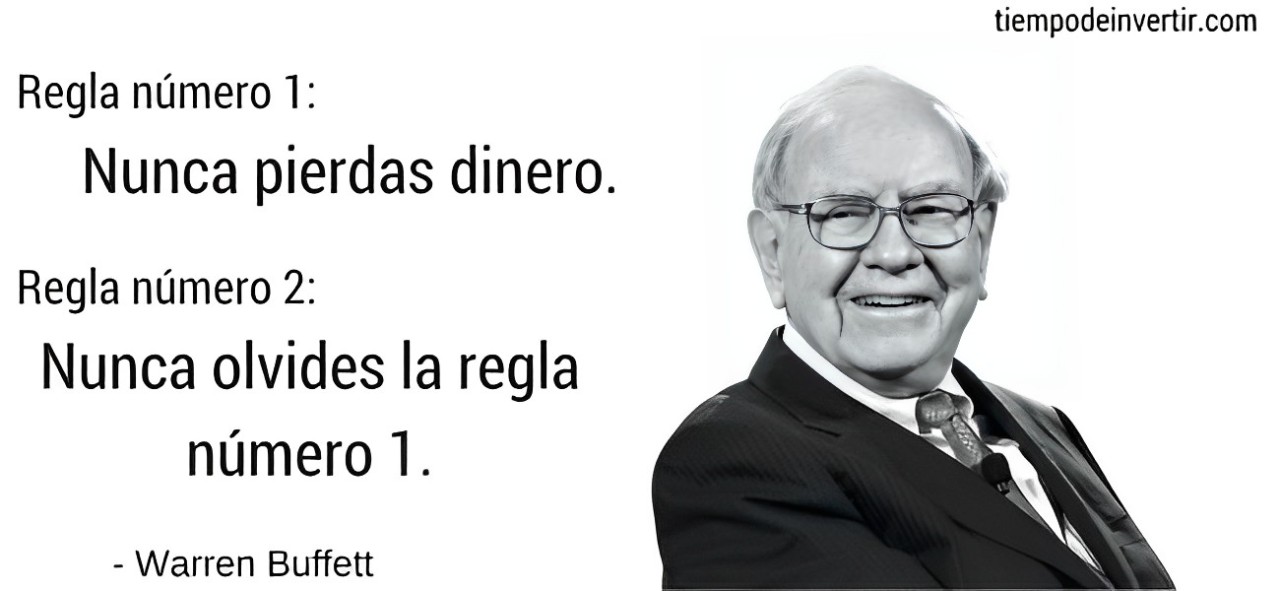 tiempodeinvertir.com
Regla número 1:
Nunca pierdas dinero.
Regla número 2:
Nunca olvides la regla
número 1.
- Warren Buffett